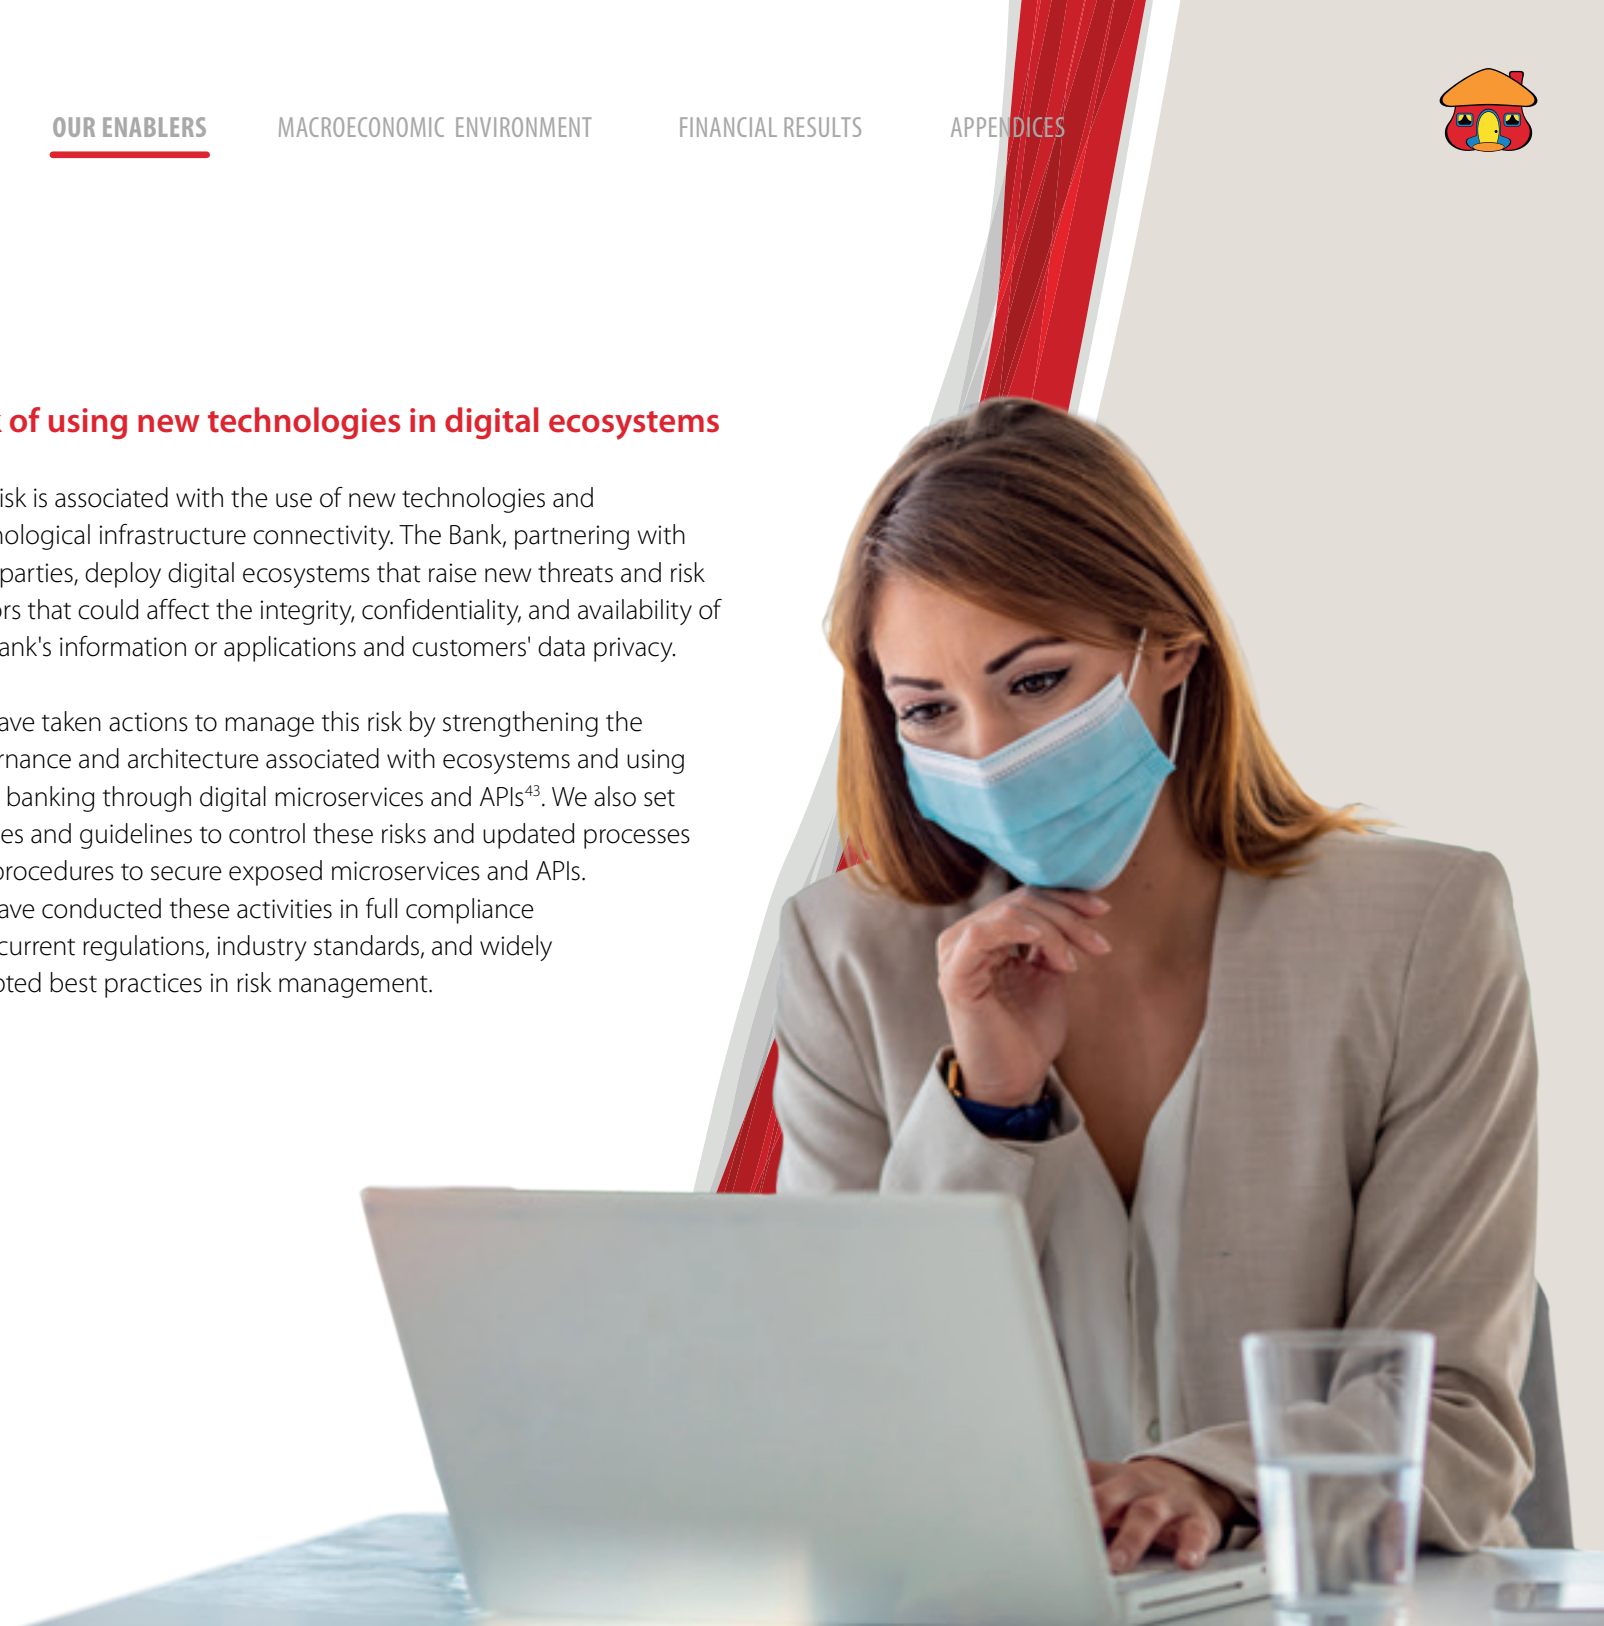 OUR ENABLERS
MACROECONOMIC ENVIRONMENT
FINANCIAL RESULTS
APPENDICES
of using new technologies in digital ecosystems
isk is associated with the use of new technologies and
nological infrastructure connectivity. The Bank, partnering with
parties, deploy digital ecosystems that raise new threats and risk
ors that could affect the integrity, confidentiality, and availability of
ank's information or applications and customers' data privacy.
ave taken actions to manage this risk by strengthening the
rnance and architecture associated with ecosystems and using
banking through digital microservices and APIs⁴³. We also set
es and guidelines to control these risks and updated processes
procedures to secure exposed microservices and APIs.
ave conducted these activities in full compliance
current regulations, industry standards, and widely
pted best practices in risk management.